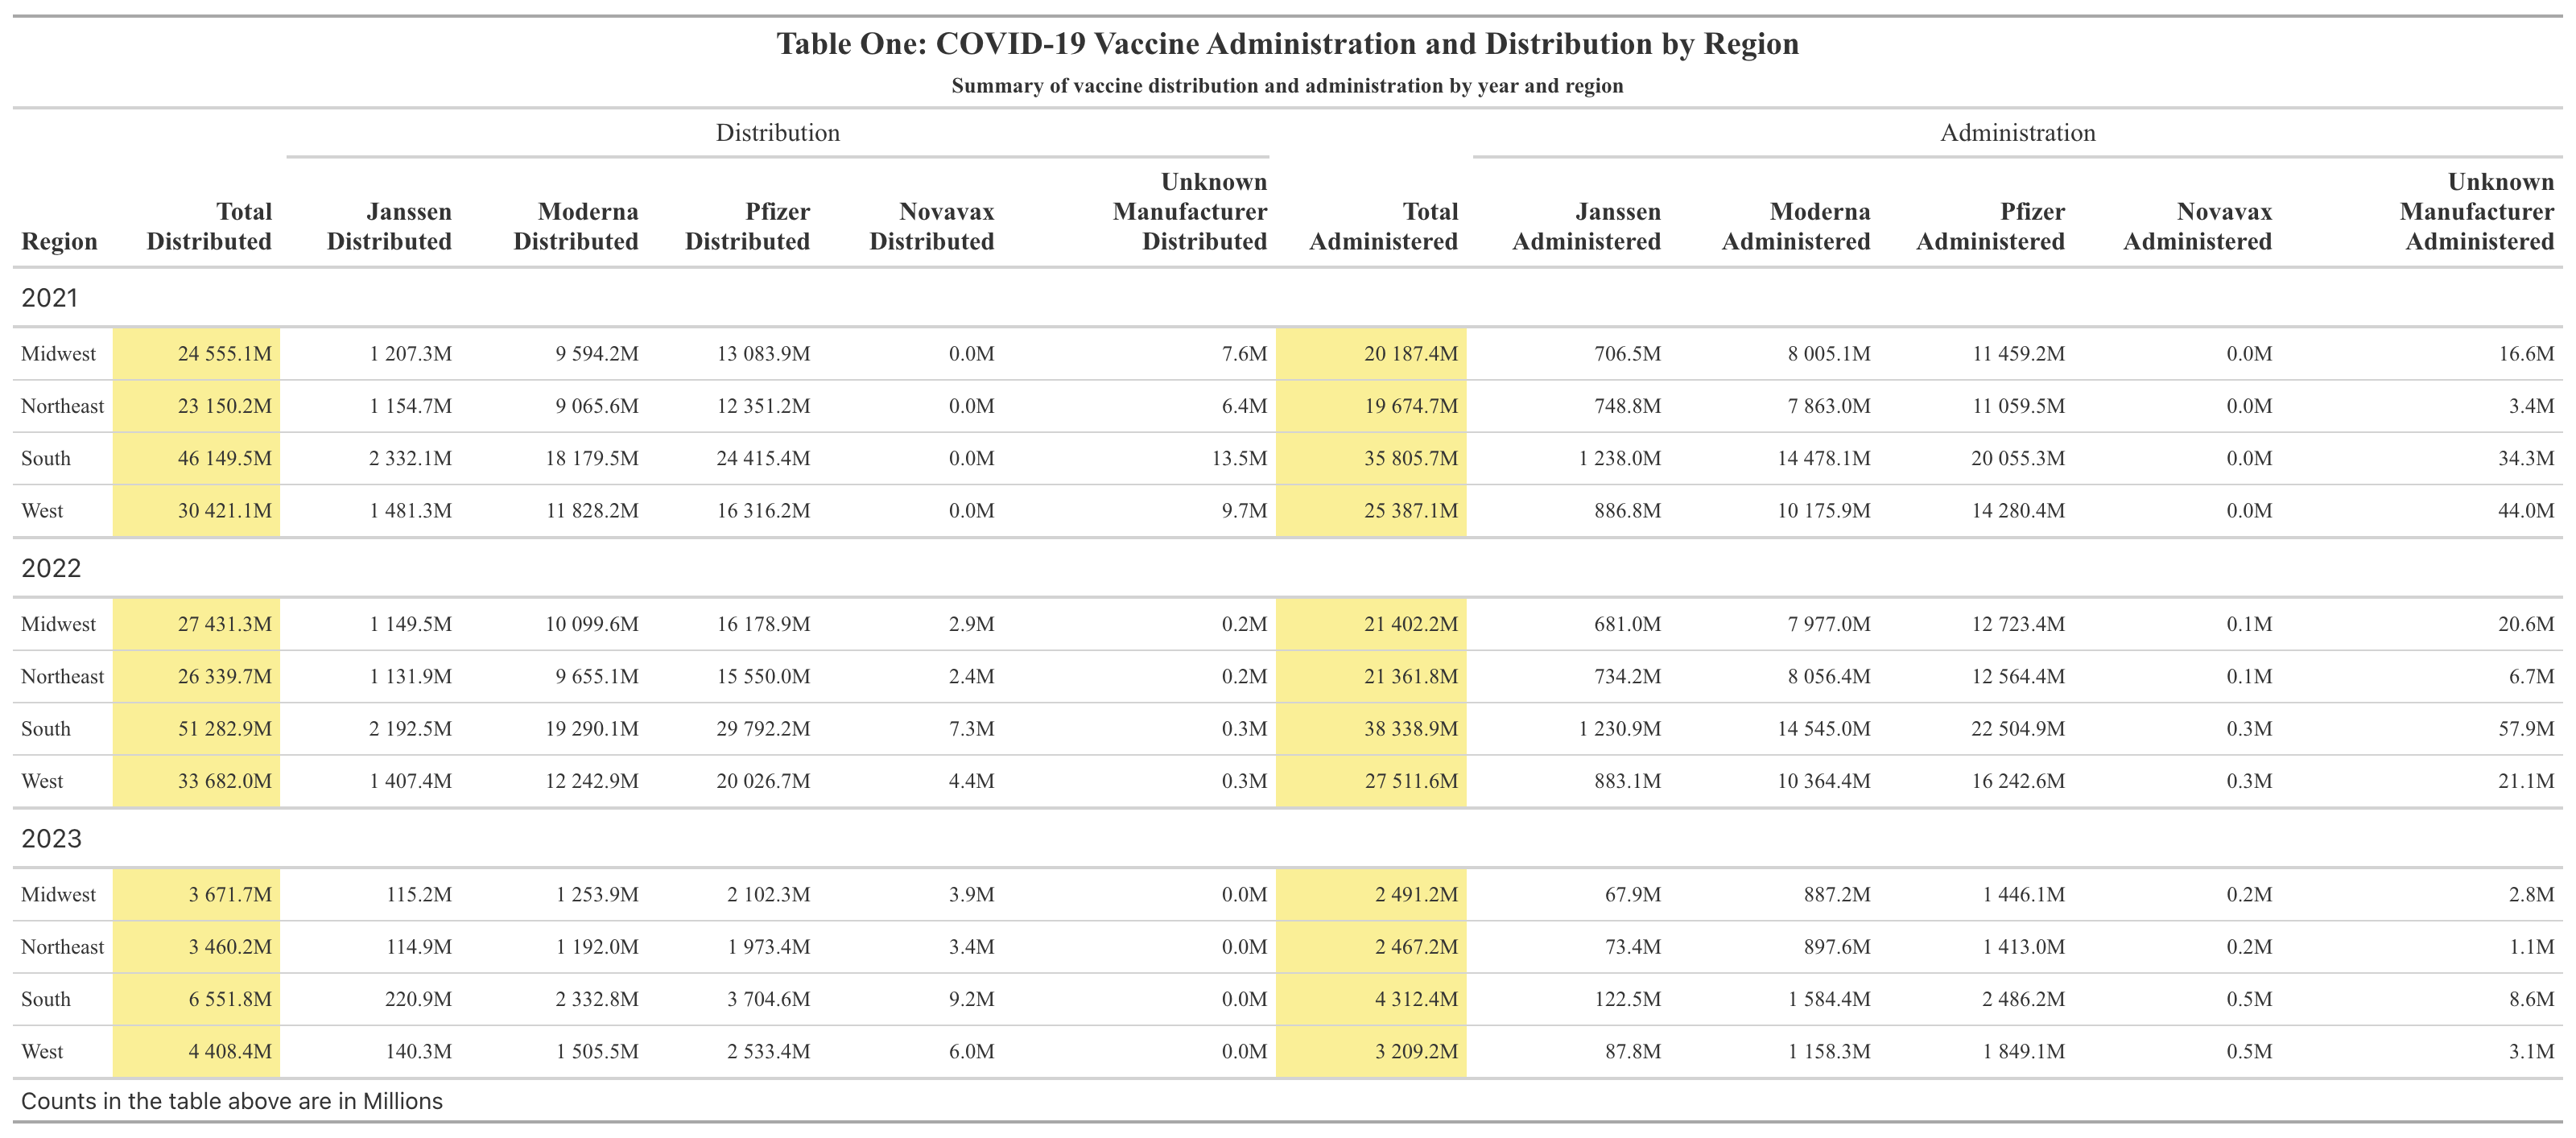 Table One: COVID-19 Vaccine Administration and Distribution by Region
Summary of vaccine distribution and administration by year and region
Distribution Administration
Region Total Distributed Janssen Distributed Moderna Distributed Pfizer Distributed Novavax Distributed Unknown Manufacturer Distributed Total Administered Janssen Administered Moderna Administered Pfizer Administered Novavax Administered Unknown Manufacturer Administered
2021
Midwest 24 555.1M 1 207.3M 9 594.2M 13 083.9M 0.0M 7.6M 20 187.4M 706.5M 8 005.1M 11 459.2M 0.0M 16.6M
Northeast 23 150.2M 1 154.7M 9 065.6M 12 351.2M 0.0M 6.4M 19 674.7M 748.8M 7 863.0M 11 059.5M 0.0M 3.4M
South 46 149.5M 2 332.1M 18 179.5M 24 415.4M 0.0M 13.5M 35 805.7M 1 238.0M 14 478.1M 20 055.3M 0.0M 34.3M
West 30 421.1M 1 481.3M 11 828.2M 16 316.2M 0.0M 9.7M 25 387.1M 886.8M 10 175.9M 14 280.4M 0.0M 44.0M
2022
Midwest 27 431.3M 1 149.5M 10 099.6M 16 178.9M 2.9M 0.2M 21 402.2M 681.0M 7 977.0M 12 723.4M 0.1M 20.6M
Northeast 26 339.7M 1 131.9M 9 655.1M 15 550.0M 2.4M 0.2M 21 361.8M 734.2M 8 056.4M 12 564.4M 0.1M 6.7M
South 51 282.9M 2 192.5M 19 290.1M 29 792.2M 7.3M 0.3M 38 338.9M 1 230.9M 14 545.0M 22 504.9M 0.3M 57.9M
West 33 682.0M 1 407.4M 12 242.9M 20 026.7M 4.4M 0.3M 27 511.6M 883.1M 10 364.4M 16 242.6M 0.3M 21.1M
2023
Midwest 3 671.7M 115.2M 1 253.9M 2 102.3M 3.9M 0.0M 2 491.2M 67.9M 887.2M 1 446.1M 0.2M 2.8M
Northeast 3 460.2M 114.9M 1 192.0M 1 973.4M 3.4M 0.0M 2 467.2M 73.4M 897.6M 1 413.0M 0.2M 1.1M
South 6 551.8M 220.9M 2 332.8M 3 704.6M 9.2M 0.0M 4 312.4M 122.5M 1 584.4M 2 486.2M 0.5M 8.6M
West 4 408.4M 140.3M 1 505.5M 2 533.4M 6.0M 0.0M 3 209.2M 87.8M 1 158.3M 1 849.1M 0.5M 3.1M
Counts in the table above are in Millions